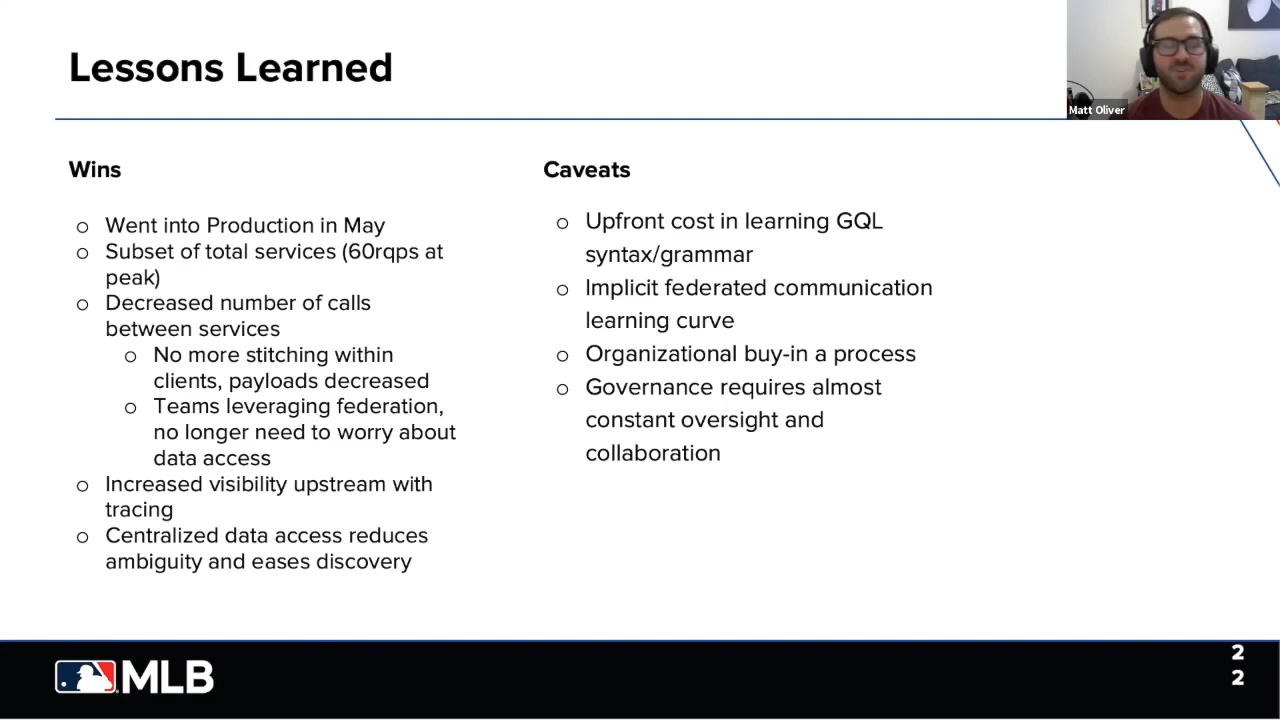 Lessons Learned
Matt Oliver
Wins
○ Went into Production in May
○ Subset of total services (60rqps at
peak)
○ Decreased number of calls
between services
○ No more stitching within
clients, payloads decreased
○ Teams leveraging federation,
no longer need to worry about
data access
○ Increased visibility upstream with
tracing
○ Centralized data access reduces
ambiguity and eases discovery
Caveats
○ Upfront cost in learning GQL
syntax/grammar
○ Implicit federated communication
learning curve
○ Organizational buy-in a process
○ Governance requires almost
constant oversight and
collaboration
MLB
2
2